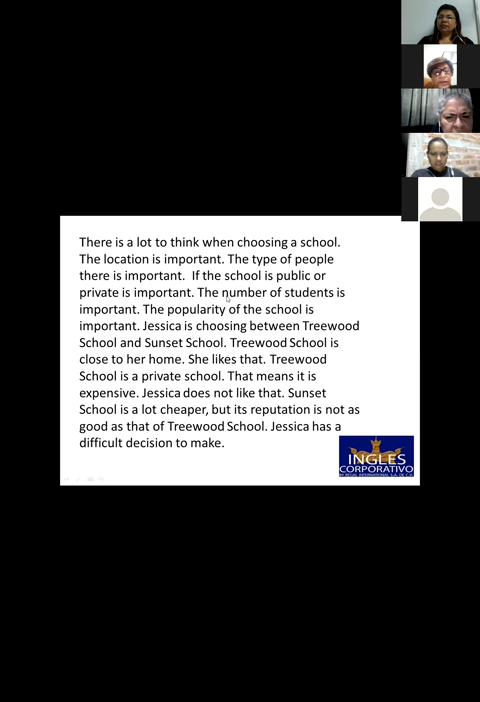 There is a lot to think when choosing a school.
The location is important. The type of people
there is important.  If the school is public or
private is important. The number of students is
important. The popularity of the school is
important. Jessica is choosing between Treewood
School and Sunset School. Treewood School is
close to her home. She likes that. Treewood
School is a private school. That means it is
expensive. Jessica does not like that. Sunset
School is a lot cheaper, but its reputation is not as
good as that of Treewood School. Jessica has a
difficult decision to make.
INGLES
CORPORATIVO
INTERNATIONAL S.A. DE C.V.